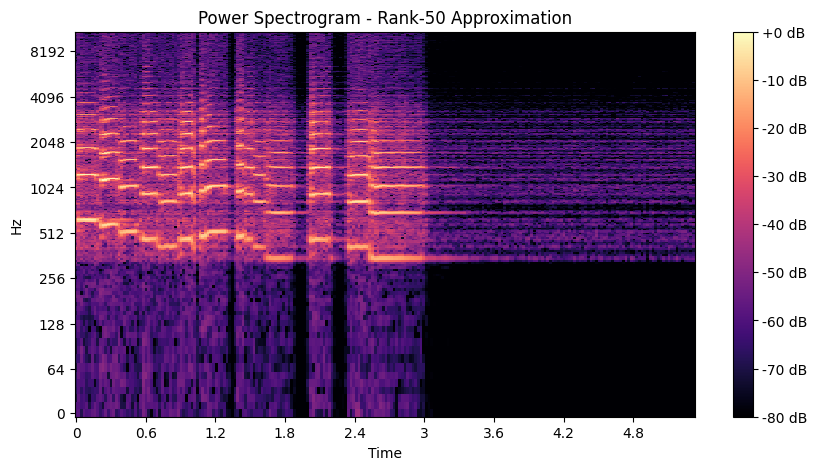 Power Spectrogram - Rank-50 Approximation
8192
4096
2048
1024
512
256
128
64
0
Hz
0 0.6 1.2 1.8 2.4 3 3.6 4.2 4.8
Time
+0 dB
-10 dB
-20 dB
-30 dB
-40 dB
-50 dB
-60 dB
-70 dB
-80 dB